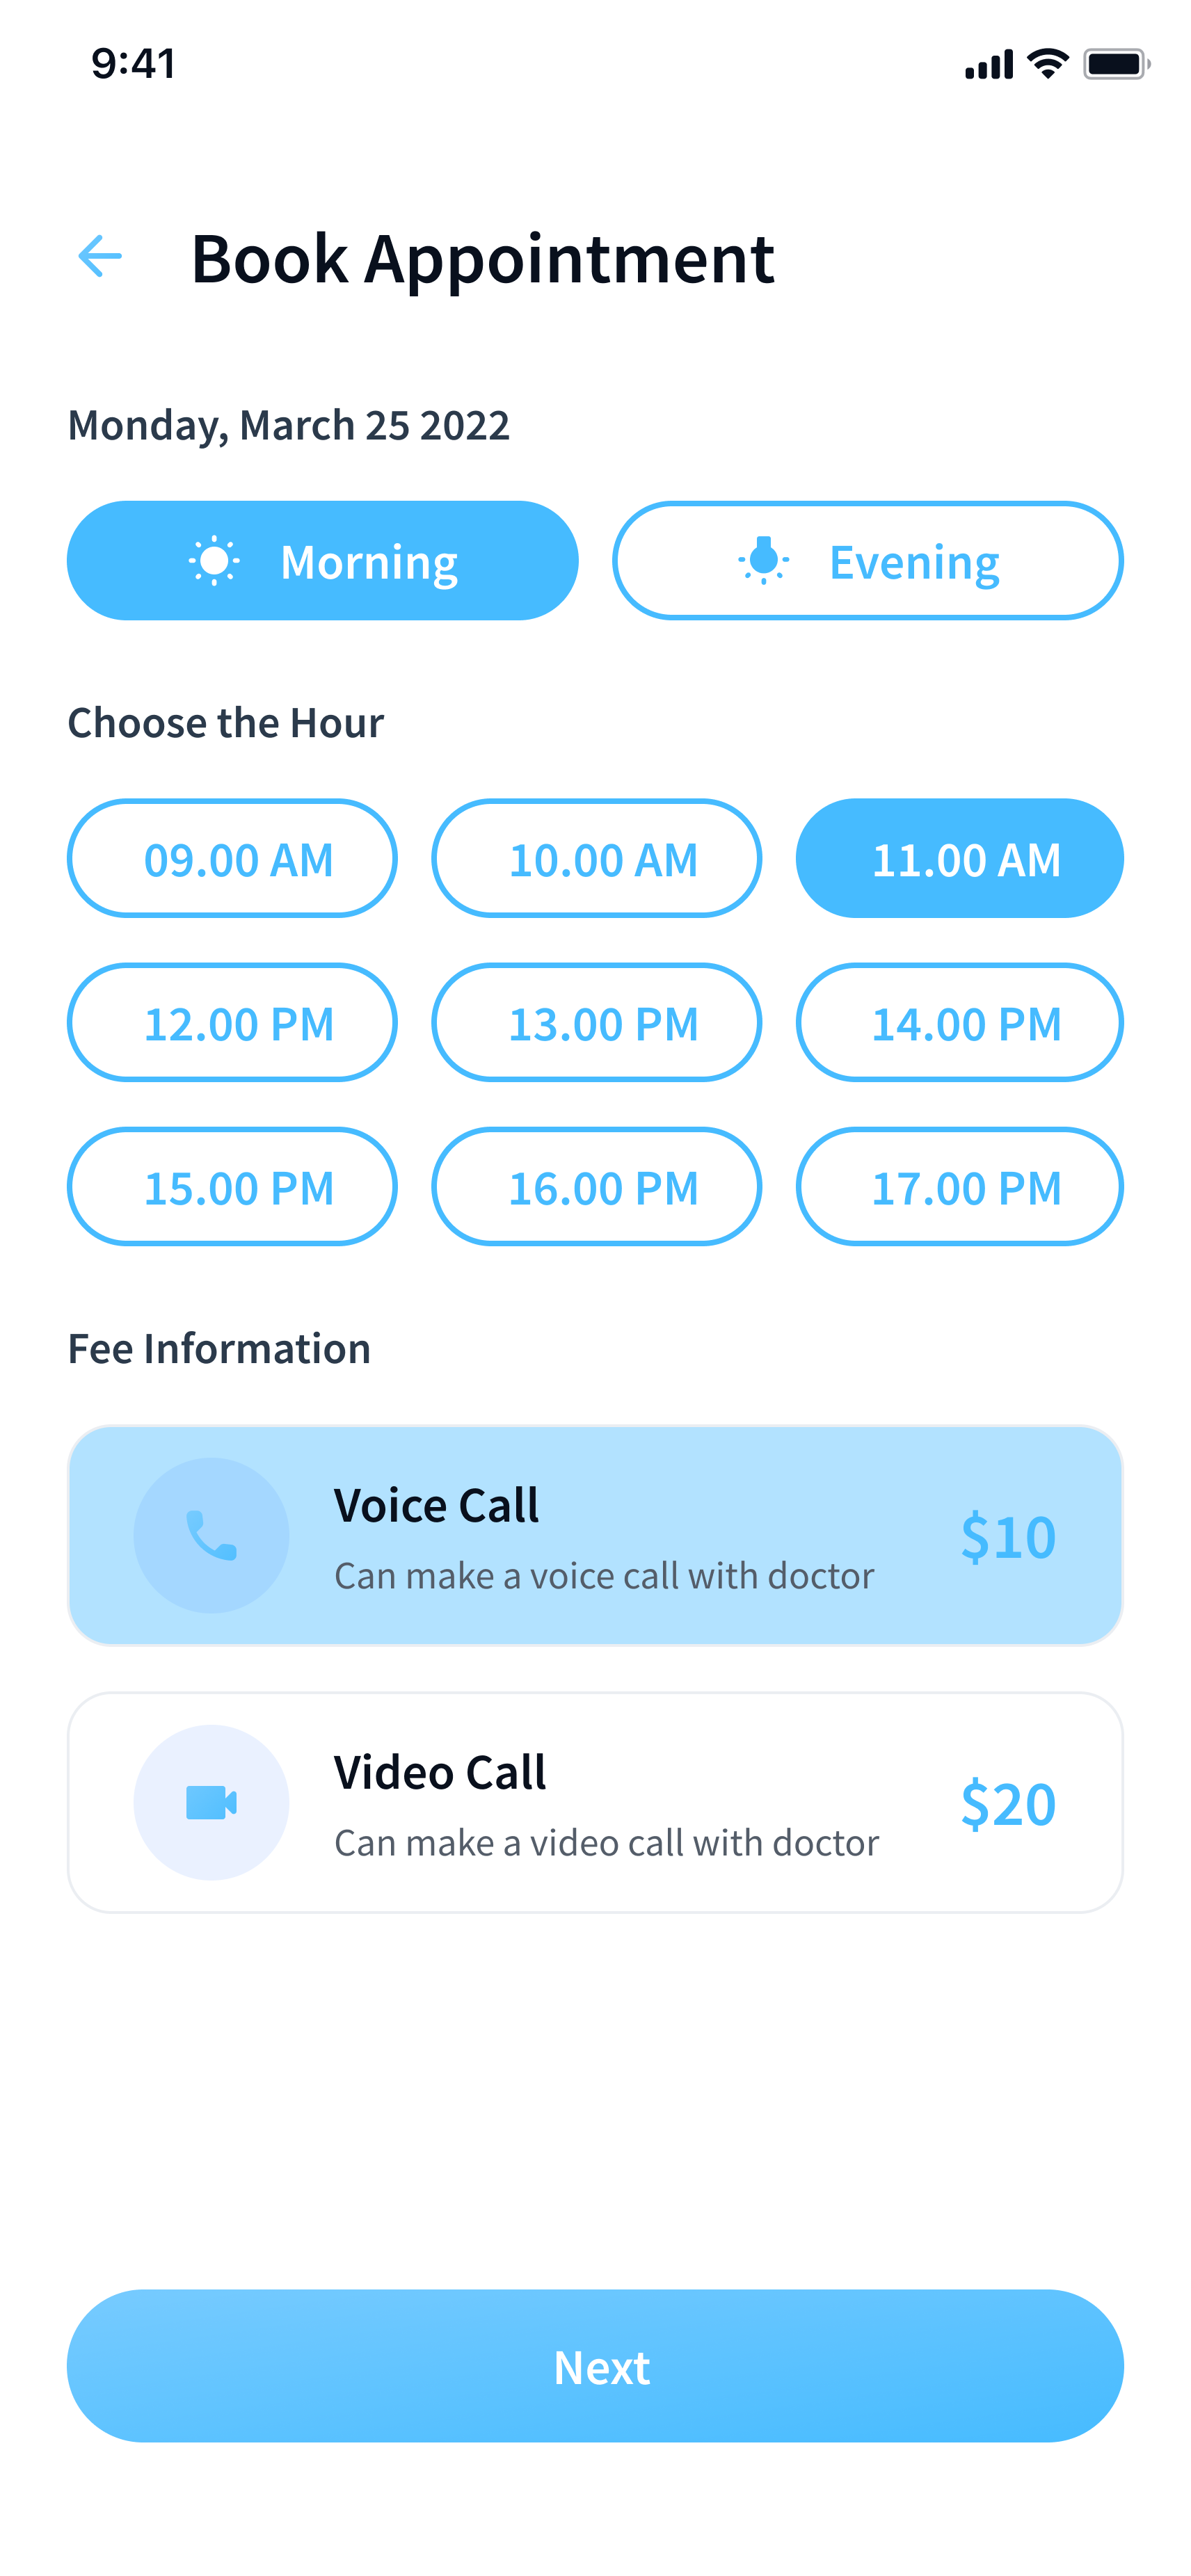 9:41
Book Appointment
Monday, March 25 2022
Morning
Evening
Choose the Hour
09.00 AM
10.00 AM
11.00 AM
12.00 PM
13.00 PM
14.00 PM
15.00 PM
16.00 PM
17.00 PM
Fee Information
Voice Call
Can make a voice call with doctor
$10
Video Call
Can make a video call with doctor
$20
Next